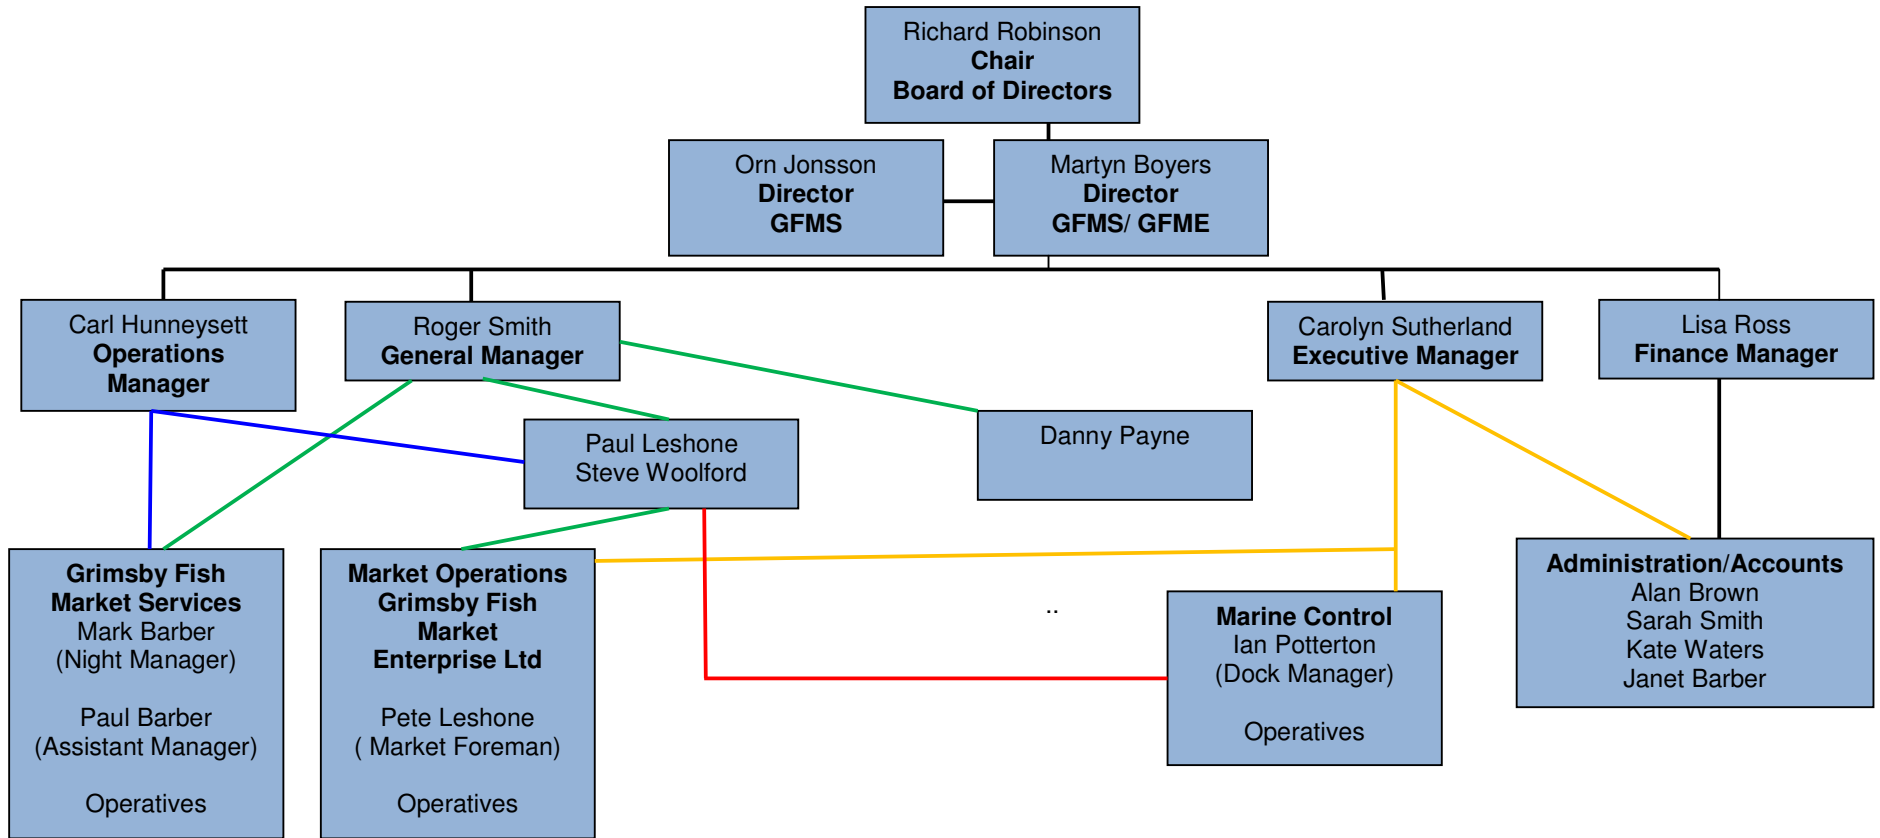 Richard Robinson
Chair
Board of Directors
Orn Jonsson
Director
GFMS
Martyn Boyers
Director
GFMS/ GFME
Carl Hunneysett
Operations
Manager
Roger Smith
General Manager
Carolyn Sutherland
Executive Manager
Lisa Ross
Finance Manager
Paul Leshone
Steve Woolford
Danny Payne
Grimsby Fish
Market Services
Mark Barber
(Night Manager)
Paul Barber
(Assistant Manager)
Operatives
Market Operations
Grimsby Fish
Market
Enterprise Ltd
Pete Leshone
( Market Foreman)
Operatives
..
Marine Control
Ian Potterton
(Dock Manager)
Operatives
Administration/Accounts
Alan Brown
Sarah Smith
Kate Waters
Janet Barber